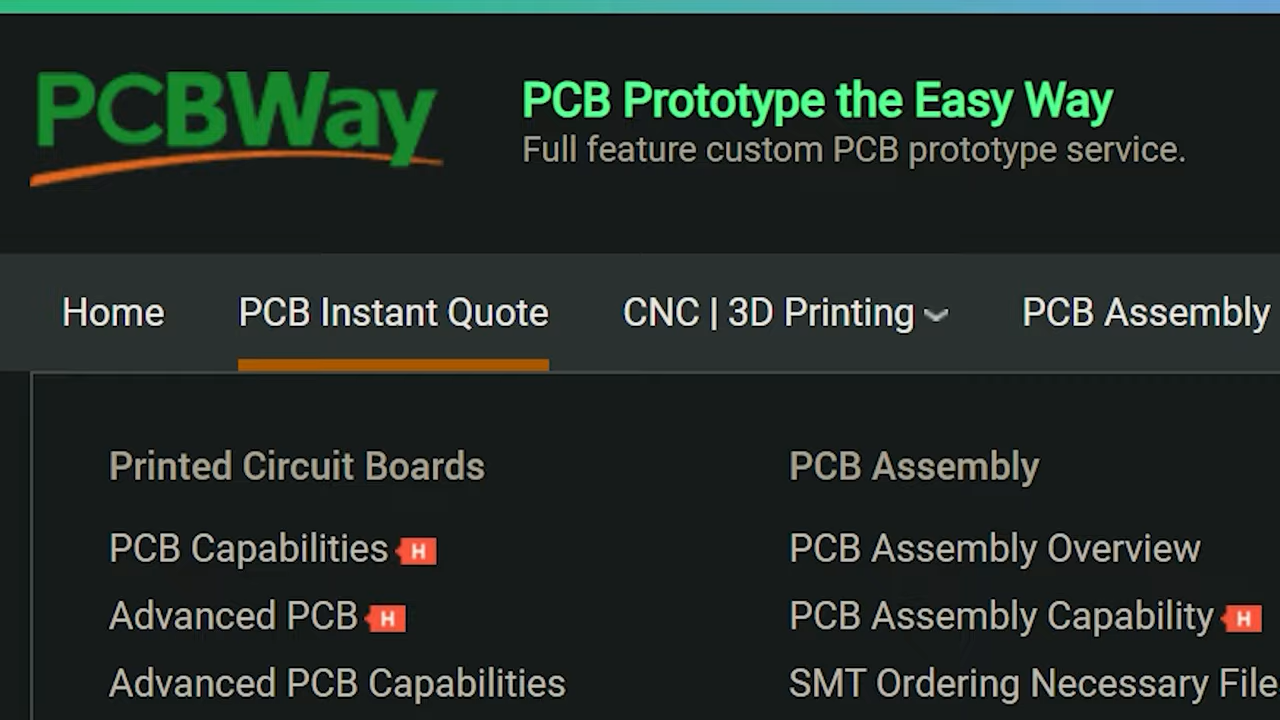 PCBWay
PCB Prototype the Easy Way
Full feature custom PCB prototype service.
Home PCB Instant Quote CNC | 3D Printing PCB Assembly
Printed Circuit Boards
PCB Capabilities H
Advanced PCB H
Advanced PCB Capabilities
PCB Assembly
PCB Assembly Overview
PCB Assembly Capability H
SMT Ordering Necessary File